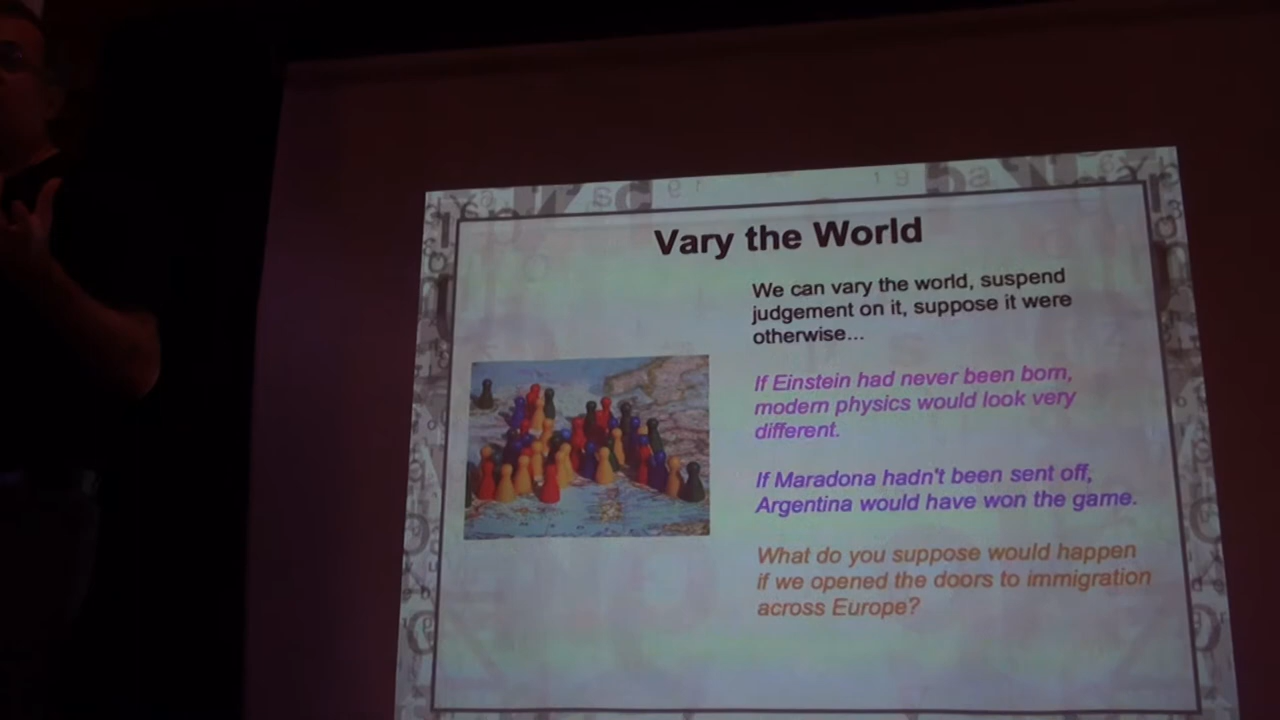 Vary the World
We can vary the world, suspend
judgement on it, suppose it were
otherwise...
If Einstein had never been born,
modern physics would look very
different.
If Maradona hadn't been sent off,
Argentina would have won the game.
What do you suppose would happen
if we opened the doors to immigration
across Europe?